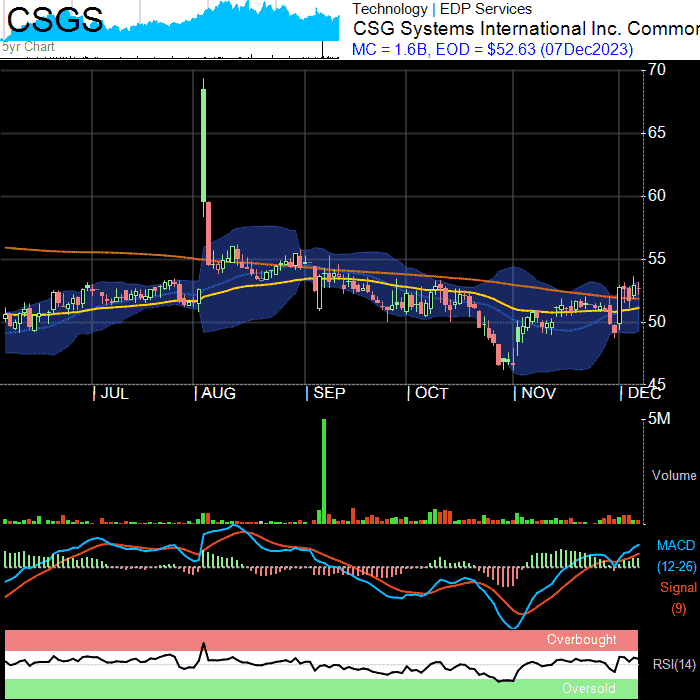 CSGS
5yr Chart
Technology | EDP Services
CSG Systems International Inc. Common
MC = 1.6B, EOD = $52.63 (07Dec2023)
70
65
60
55
50
45
| JUL
| AUG
| SEP
| OCT
| NOV
| DEC
5M
Volume
MACD
(12-26)
Signal
(9)
Overbought
RSI(14)
Oversold